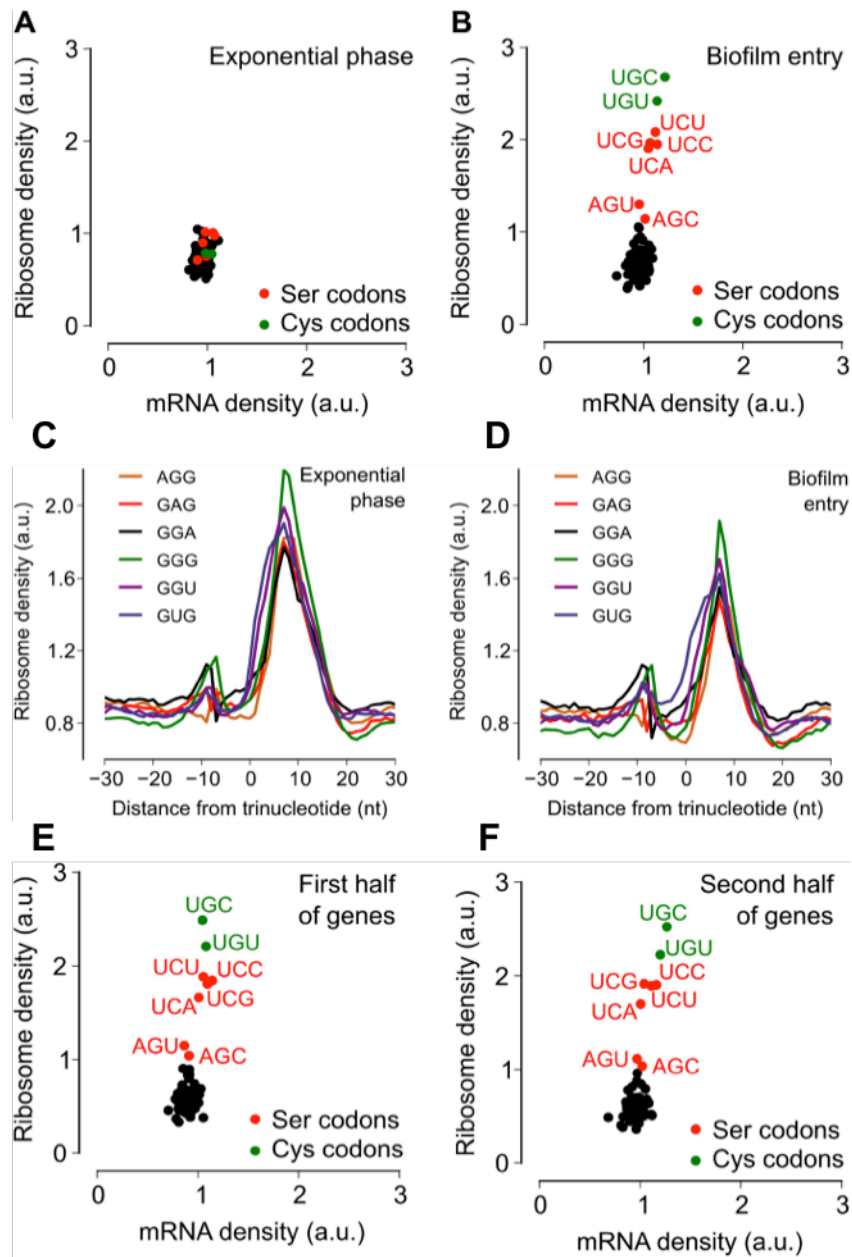 A
Exponential phase
Ribosome density (a.u.)
3
2
1
0
Ser codons
Cys codons
0 1 2 3
mRNA density (a.u.)
B
Biofilm entry
Ribosome density (a.u.)
3
2
1
0
UGC
UGU
UCU
UCG UCC
UCA
AGU AGC
Ser codons
Cys codons
0 1 2 3
mRNA density (a.u.)
C
Exponential
phase
Ribosome density (a.u.)
2.0
1.6
1.2
0.8
AGG
GAG
GGA
GGG
GGU
GUG
−30 −20 −10 0 10 20 30
Distance from trinucleotide (nt)
D
Biofilm
entry
Ribosome density (a.u.)
2.0
1.6
1.2
0.8
AGG
GAG
GGA
GGG
GGU
GUG
−30 −20 −10 0 10 20 30
Distance from trinucleotide (nt)
E
First half
of genes
Ribosome density (a.u.)
3
2
1
0
UGC
UGU
UCU UCC
UCA UCG
AGU AGC
Ser codons
Cys codons
0 1 2 3
mRNA density (a.u.)
F
Second half
of genes
Ribosome density (a.u.)
3
2
1
0
UGC
UGU
UCG UCC
UCA UCU
AGU AGC
Ser codons
Cys codons
0 1 2 3
mRNA density (a.u.)